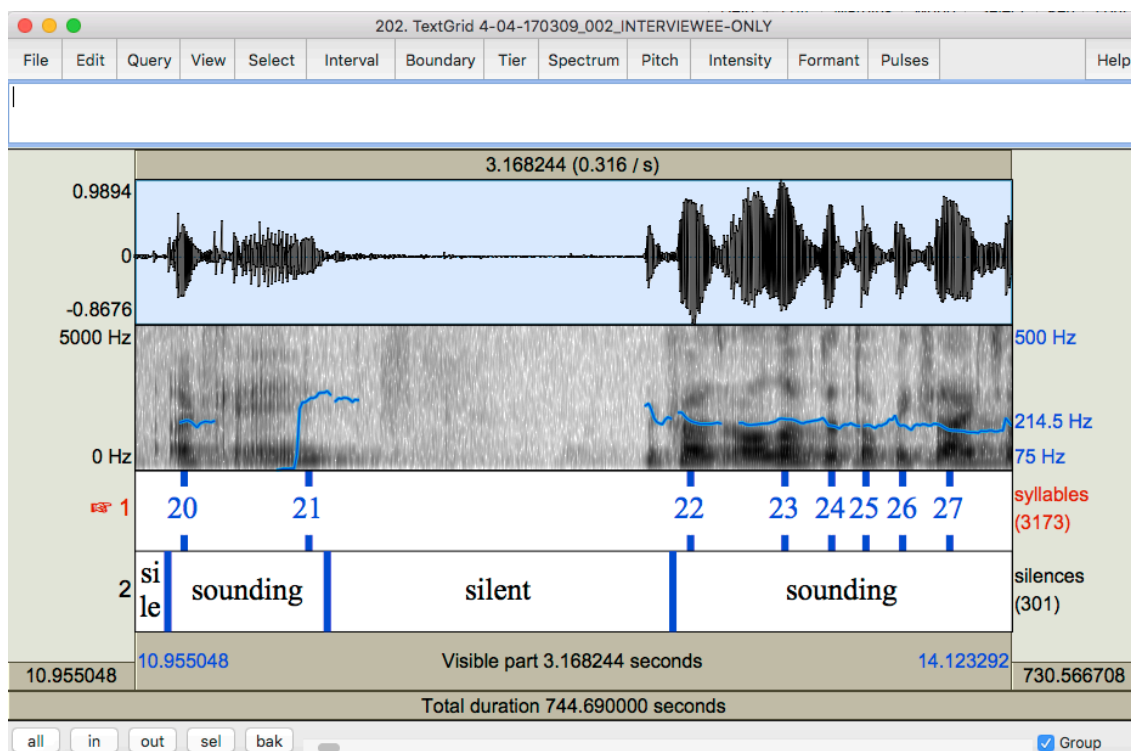 202. TextGrid 4-04-170309_002_INTERVIEWEE-ONLY
File Edit Query View Select Interval Boundary Tier Spectrum Pitch Intensity Formant Pulses Help
3.168244 (0.316 / s)
0.9894
0
-0.8676
5000 Hz 500 Hz
214.5 Hz
0 Hz 75 Hz
☞ 1 20 21 22 23 24 25 26 27 syllables
(3173)
2 si
le sounding silent sounding silences
(301)
10.955048 Visible part 3.168244 seconds 14.123292
10.955048 730.566708
Total duration 744.690000 seconds
all in out sel bak Group